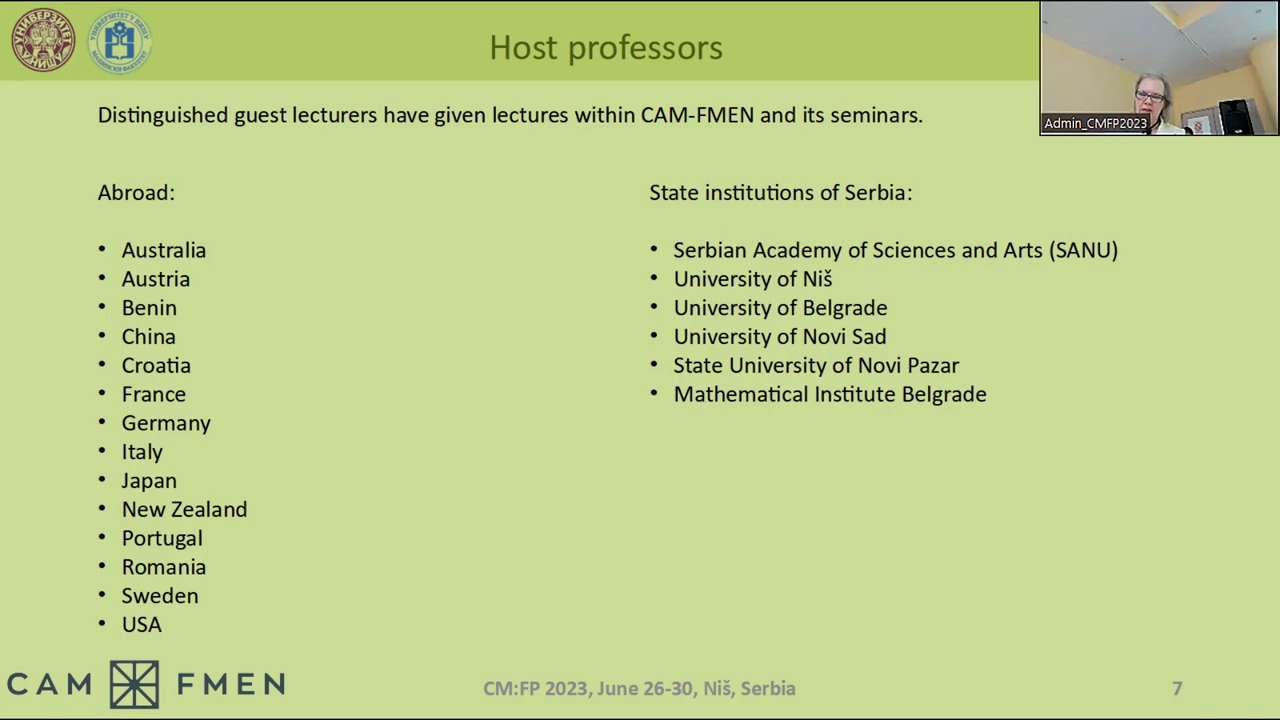 Host professors
Admin_CMFP2023
Distinguished guest lecturers have given lectures within CAM-FMEN and its seminars.
Abroad:
• Australia
• Austria
• Benin
• China
• Croatia
• France
• Germany
• Italy
• Japan
• New Zealand
• Portugal
• Romania
• Sweden
• USA
State institutions of Serbia:
• Serbian Academy of Sciences and Arts (SANU)
• University of Niš
• University of Belgrade
• University of Novi Sad
• State University of Novi Pazar
• Mathematical Institute Belgrade
CAM FMEN
CM:FP 2023, June 26-30, Niš, Serbia
7